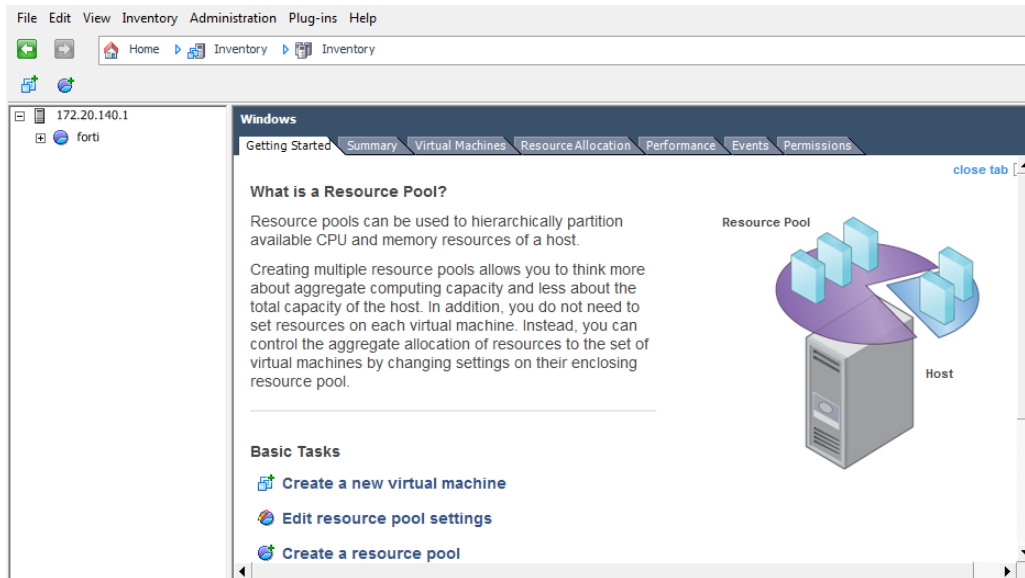 File Edit View Inventory Administration Plug-ins Help
Home Inventory Inventory
172.20.140.1
forti
Windows
Getting Started Summary Virtual Machines Resource Allocation Performance Events Permissions
close tab
What is a Resource Pool?
Resource pools can be used to hierarchically partition
available CPU and memory resources of a host.
Creating multiple resource pools allows you to think more
about aggregate computing capacity and less about the
total capacity of the host. In addition, you do not need to
set resources on each virtual machine. Instead, you can
control the aggregate allocation of resources to the set of
virtual machines by changing settings on their enclosing
resource pool.
Resource Pool
Host
Basic Tasks
Create a new virtual machine
Edit resource pool settings
Create a resource pool